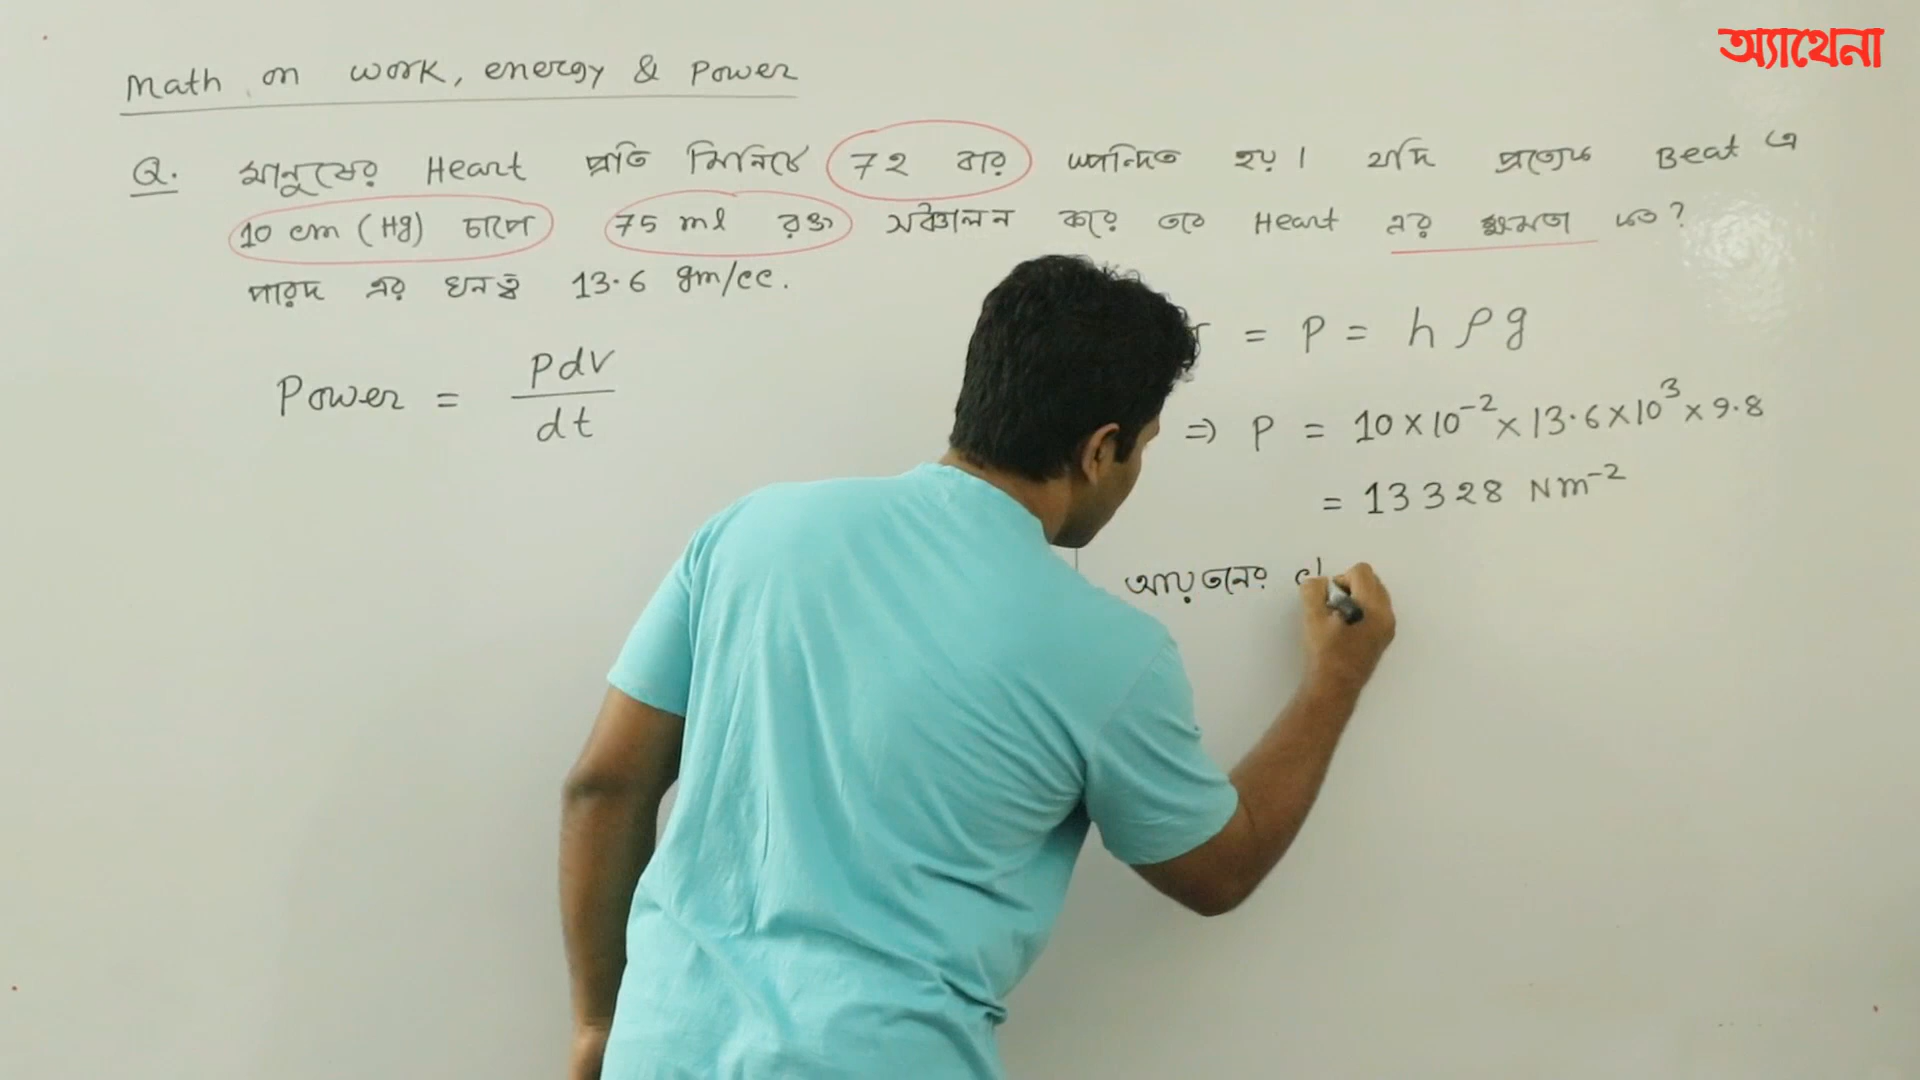 অ্যাথেনা
Math on work, energy & Power
Q. মানুষের Heart প্রতি মিনিটে 72 বার স্পন্দিত হয়। যদি প্রত্যেক Beat এ
10 cm (Hg) চাপে 75 ml রক্ত সঞ্চালন করে তবে Heart এর ক্ষমতা কত?
পারদ এর ঘনত্ব 13.6 gm/cc.
= P = hρg
Power = PdV/dt
⇒ P = 10 × 10⁻² × 13.6 × 10³ × 9.8
= 13328 Nm⁻²
আয়তনের